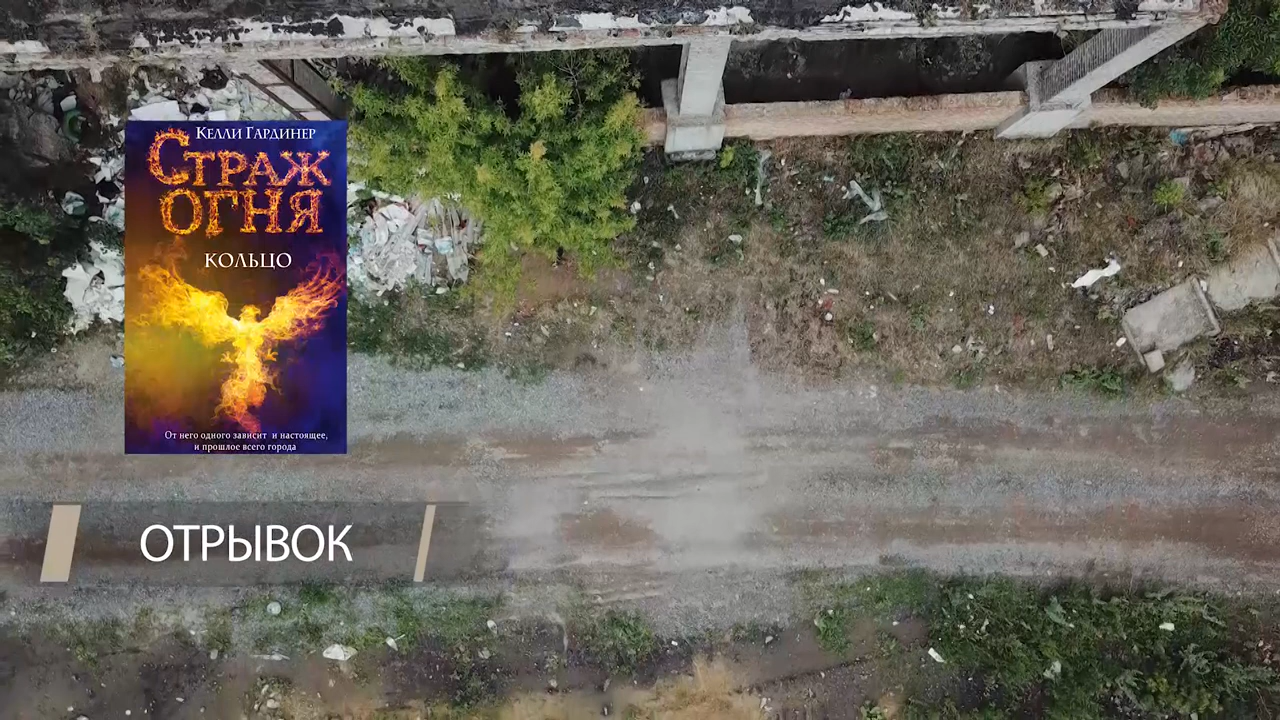 Келли Гардинер
Страж
огня
кольцо
От него одного зависит и настоящее,
и прошлое всего города
ОТРЫВОК